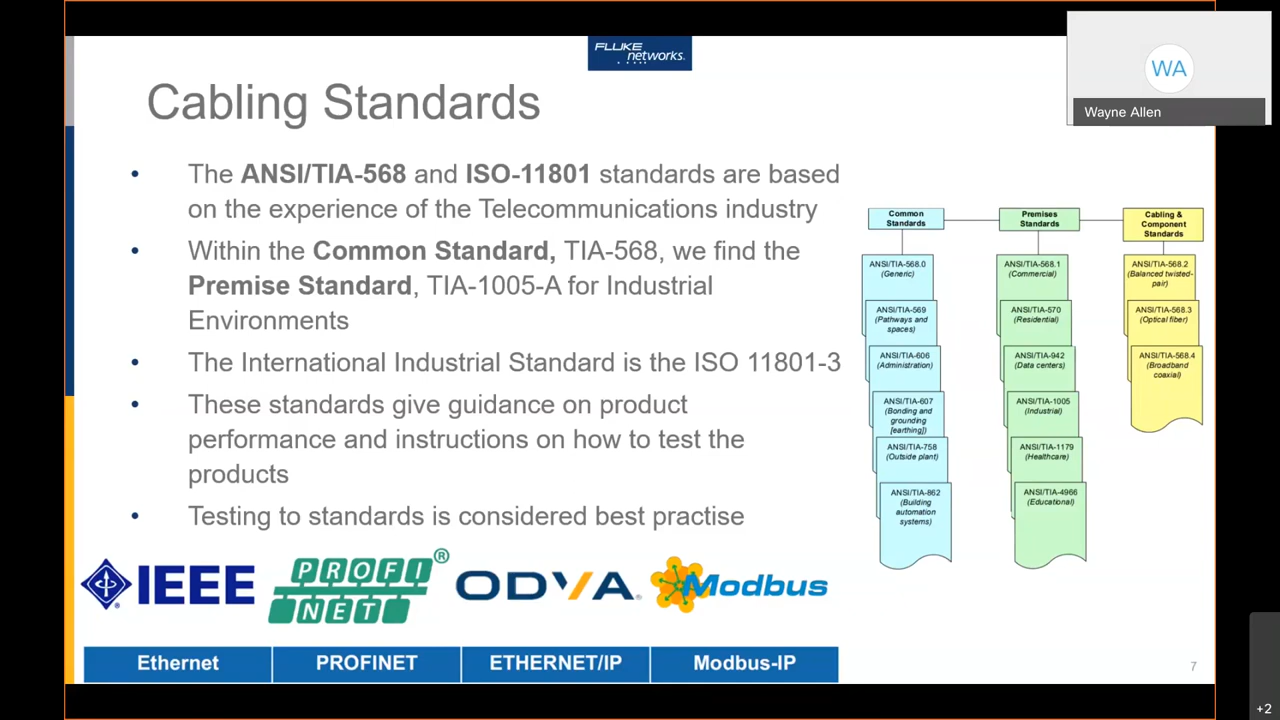 FLUKE
networks.
WA
Wayne Allen
Cabling Standards
• The ANSI/TIA-568 and ISO-11801 standards are based
on the experience of the Telecommunications industry
• Within the Common Standard, TIA-568, we find the
Premise Standard, TIA-1005-A for Industrial
Environments
• The International Industrial Standard is the ISO 11801-3
• These standards give guidance on product
performance and instructions on how to test the
products
• Testing to standards is considered best practise
Common
Standards
ANSI/TIA-568.0
(Generic)
ANSI/TIA-569
(Pathways and
spaces)
ANSI/TIA-606
(Administration)
ANSI/TIA-607
(Bonding and
grounding
[earthing])
ANSI/TIA-758
(Outside plant)
ANSI/TIA-862
(Building
automation
systems)
Premises
Standards
ANSI/TIA-568.1
(Commercial)
ANSI/TIA-570
(Residential)
ANSI/TIA-942
(Data centers)
ANSI/TIA-1005
(Industrial)
ANSI/TIA-1179
(Healthcare)
ANSI/TIA-4966
(Educational)
Cabling &
Component
Standards
ANSI/TIA-568.2
(Balanced twisted-
pair)
ANSI/TIA-568.3
(Optical fiber)
ANSI/TIA-568.4
(Broadband
coaxial)
IEEE
PROFI
NET
®
ODVA
Modbus
Ethernet
PROFINET
ETHERNET/IP
Modbus-IP
7
+2